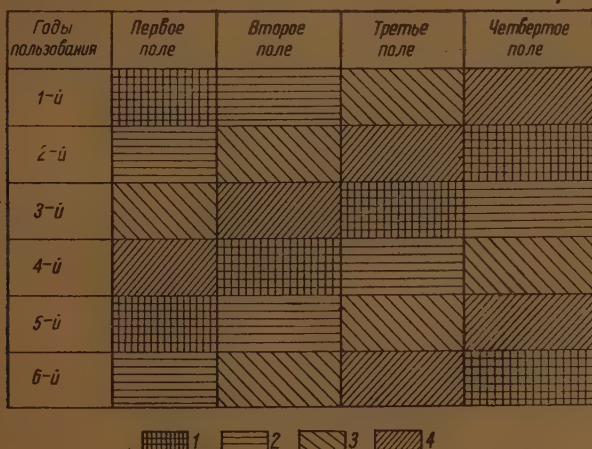 Годы пользования
Первое поле
Второе поле
Третье поле
Четвертое поле
1-й
2-й
3-й
4-й
5-й
6-й
1 2 3 4